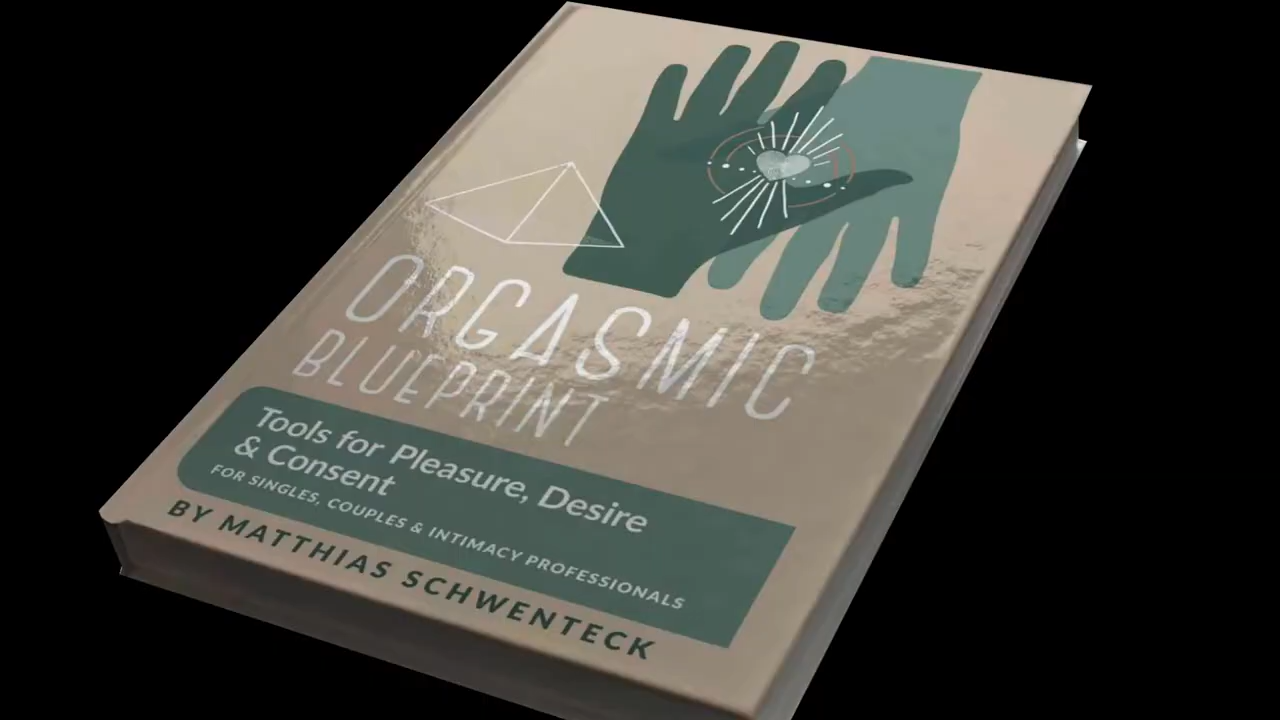 ORGASMIC
BLUEPRINT
Tools for Pleasure, Desire
& Consent
FOR SINGLES, COUPLES & INTIMACY PROFESSIONALS
BY MATTHIAS SCHWENTECK